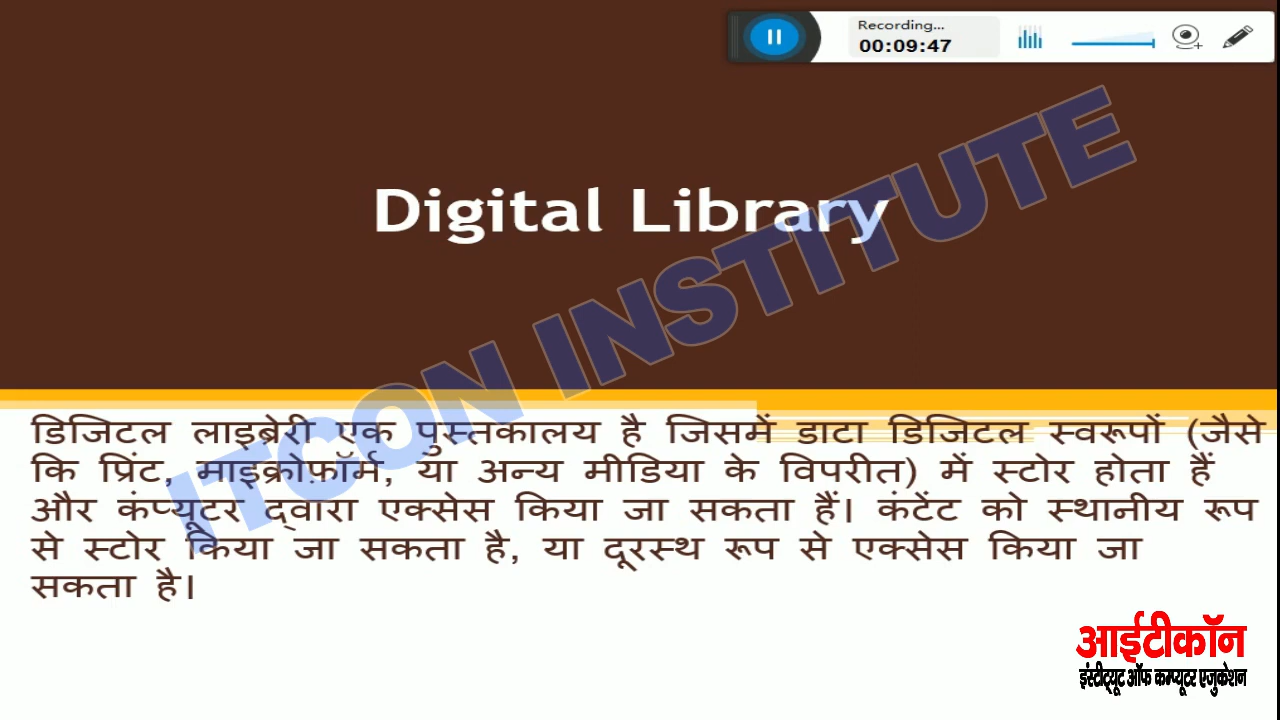 Recording...
00:09:47
Digital Library
ITCON INSTITUTE
डिजिटल लाइब्रेरी एक पुस्तकालय है जिसमें डाटा डिजिटल स्वरूपों (जैसे
कि प्रिंट, माइक्रोफ़ॉर्म, या अन्य मीडिया के विपरीत) में स्टोर होता हैं
और कंप्यूटर द्वारा एक्सेस किया जा सकता हैं। कंटेंट को स्थानीय रूप
से स्टोर किया जा सकता है, या दूरस्थ रूप से एक्सेस किया जा
सकता है।
आईटीकॉन
इंस्टीट्यूट ऑफ कम्प्यूटर एजुकेशन